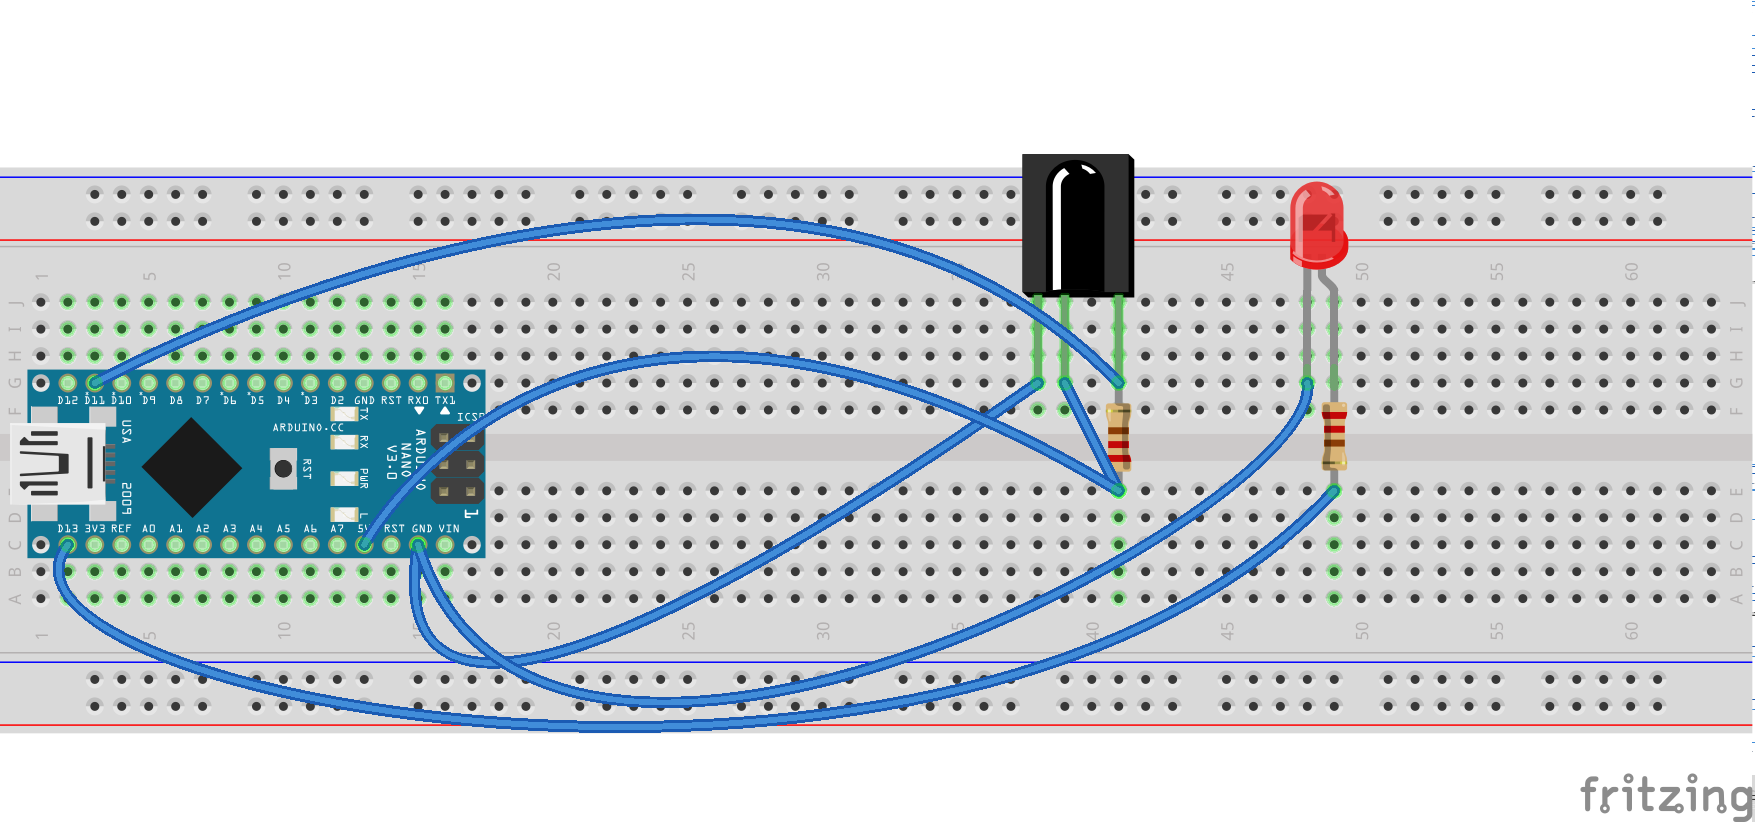 1 5 10 15 20 25 30 45 50 55 60
J J
I I
H H
G G
D12 D11 D10 D9 D8 D7 D6 D5 D4 D3 D2 GND RST RX0 TX1
F F
TX
ICSP
ARDUINO.CC
USA
RX
ARDUINO
NANO
V3.0
RST
PWR
2009
E
1
L
D D
D13 3V3 REF A0 A1 A2 A3 A4 A5 A6 A7 5V RST GND VIN
C C
B B
A A
1 5 10 15 20 25 30 35 40 45 50 55 60
fritzing